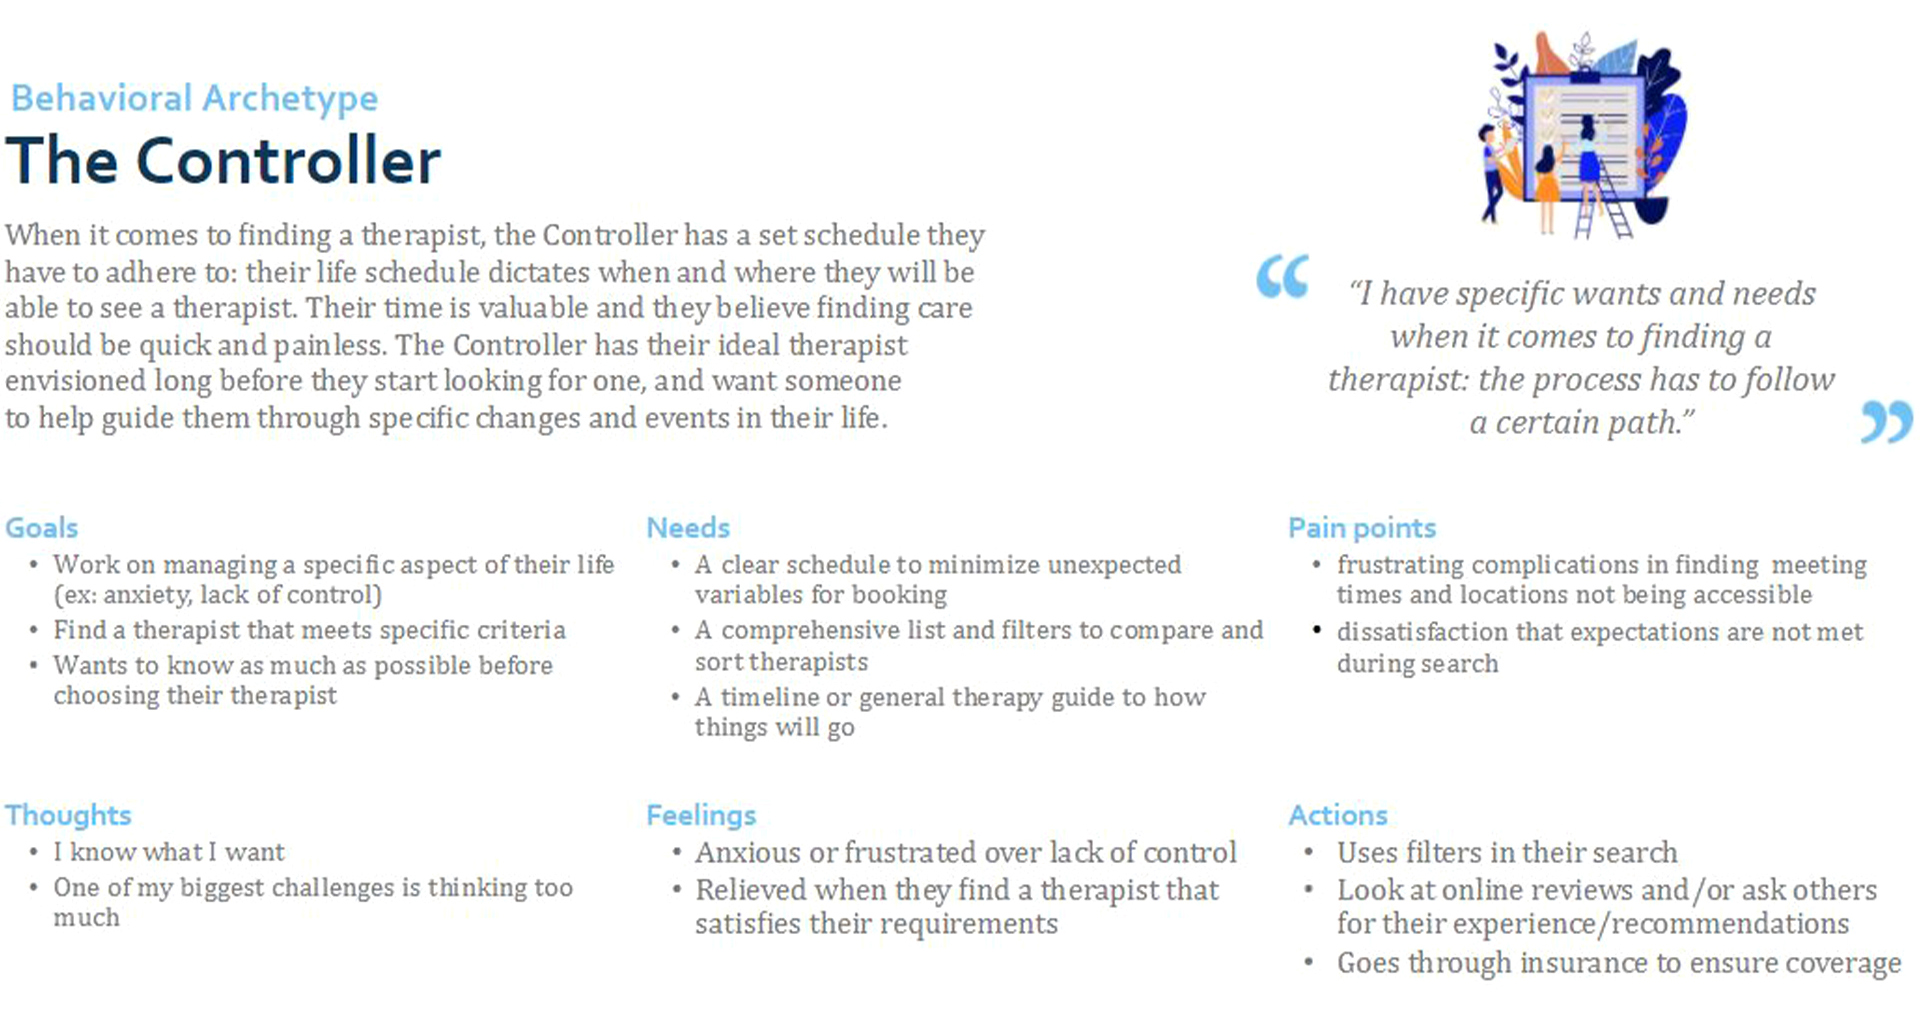 Behavioral Archetype
The Controller
When it comes to finding a therapist, the Controller has a set schedule they
have to adhere to: their life schedule dictates when and where they will be
able to see a therapist. Their time is valuable and they believe finding care
should be quick and painless. The Controller has their ideal therapist
envisioned long before they start looking for one, and want someone
to help guide them through specific changes and events in their life.
“
“I have specific wants and needs
when it comes to finding a
therapist: the process has to follow
a certain path.”
”
Goals
• Work on managing a specific aspect of their life
(ex: anxiety, lack of control)
• Find a therapist that meets specific criteria
• Wants to know as much as possible before
choosing their therapist
Needs
• A clear schedule to minimize unexpected
variables for booking
• A comprehensive list and filters to compare and
sort therapists
• A timeline or general therapy guide to how
things will go
Pain points
• frustrating complications in finding meeting
times and locations not being accessible
• dissatisfaction that expectations are not met
during search
Thoughts
• I know what I want
• One of my biggest challenges is thinking too
much
Feelings
• Anxious or frustrated over lack of control
• Relieved when they find a therapist that
satisfies their requirements
Actions
• Uses filters in their search
• Look at online reviews and/or ask others
for their experience/recommendations
• Goes through insurance to ensure coverage